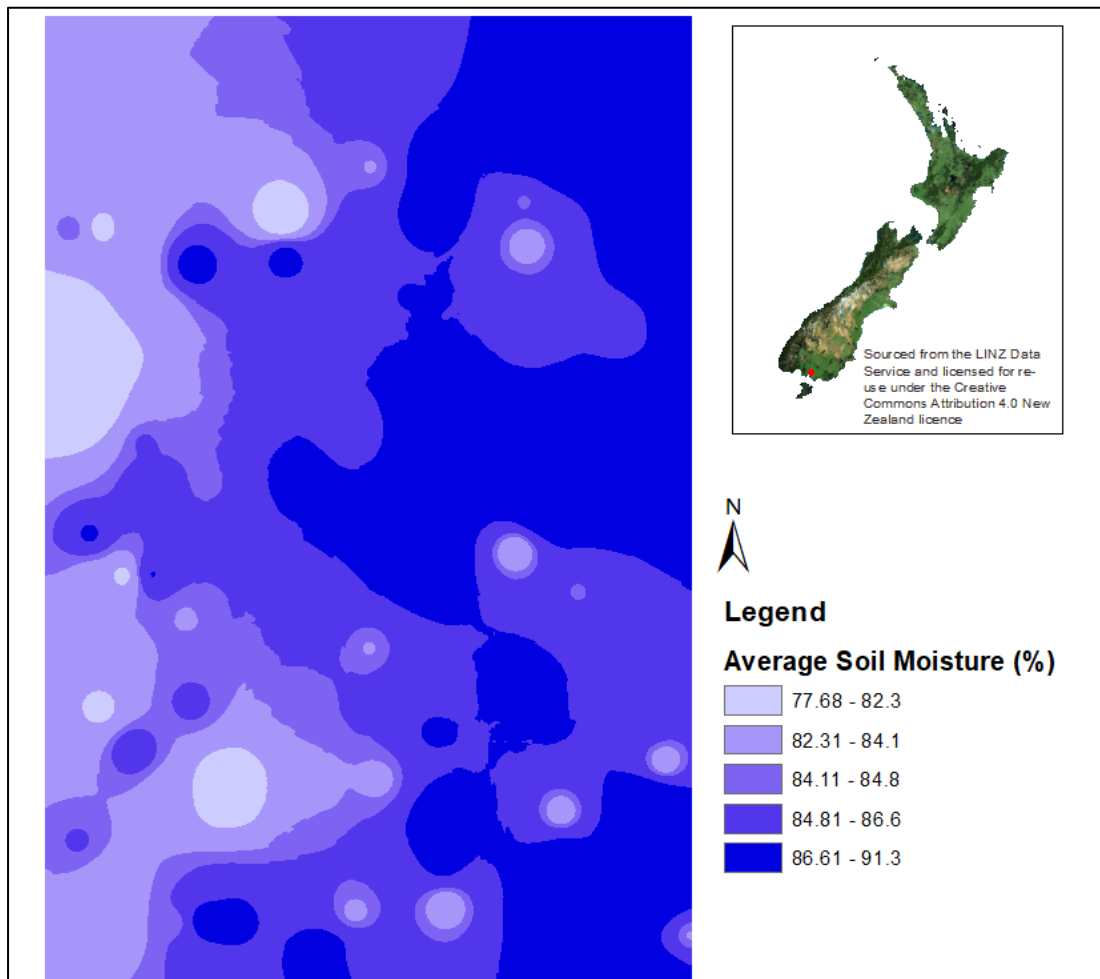 Sourced from the LINZ Data
Service and licensed for re-
use under the Creative
Commons Attribution 4.0 New
Zealand licence
N
Legend
Average Soil Moisture (%)
77.68 - 82.3
82.31 - 84.1
84.11 - 84.8
84.81 - 86.6
86.61 - 91.3